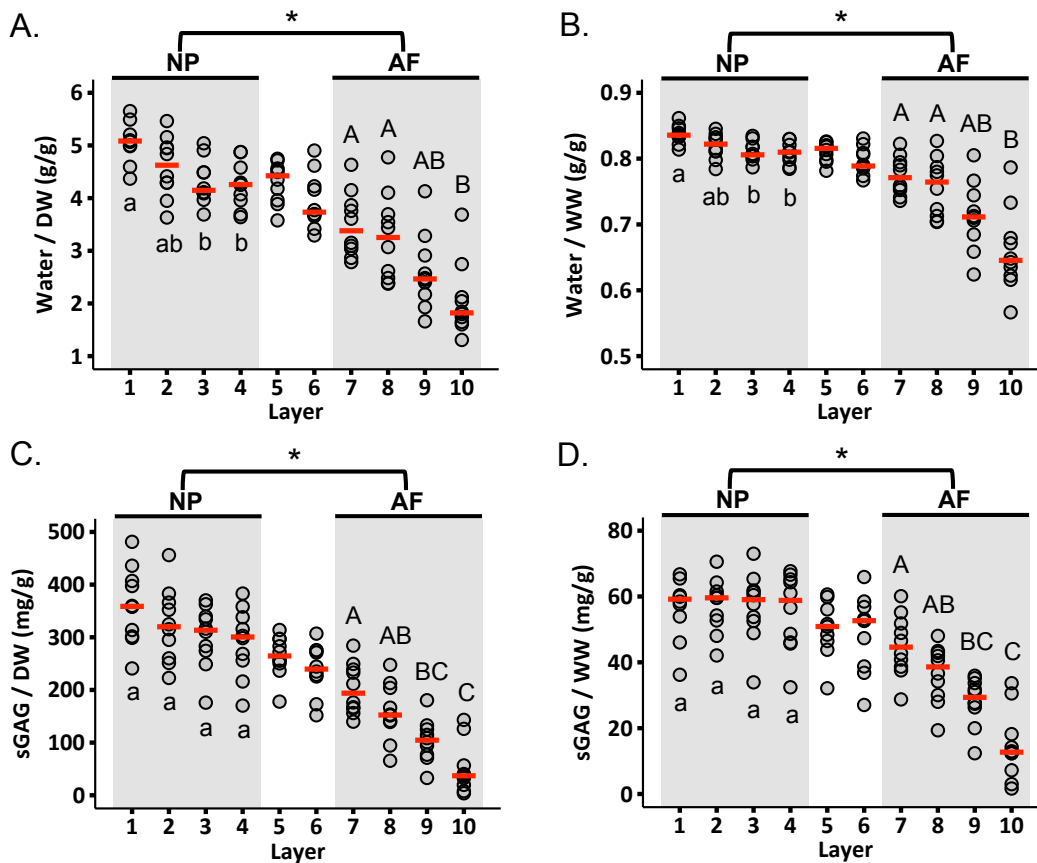 A.
*
NP AF
Water / DW (g/g)
6
5
4
3
2
1
a
ab
b
b
A
A
AB
B
1 2 3 4 5 6 7 8 9 10
Layer
B.
*
NP AF
Water / WW (g/g)
0.9
0.8
0.7
0.6
0.5
a
ab
b
b
A
A
AB
B
1 2 3 4 5 6 7 8 9 10
Layer
C.
*
NP AF
sGAG / DW (mg/g)
500
400
300
200
100
0
a
a
a
a
A
AB
BC
C
1 2 3 4 5 6 7 8 9 10
Layer
D.
*
NP AF
sGAG / WW (mg/g)
80
60
40
20
0
a
a
a
a
A
AB
BC
C
1 2 3 4 5 6 7 8 9 10
Layer